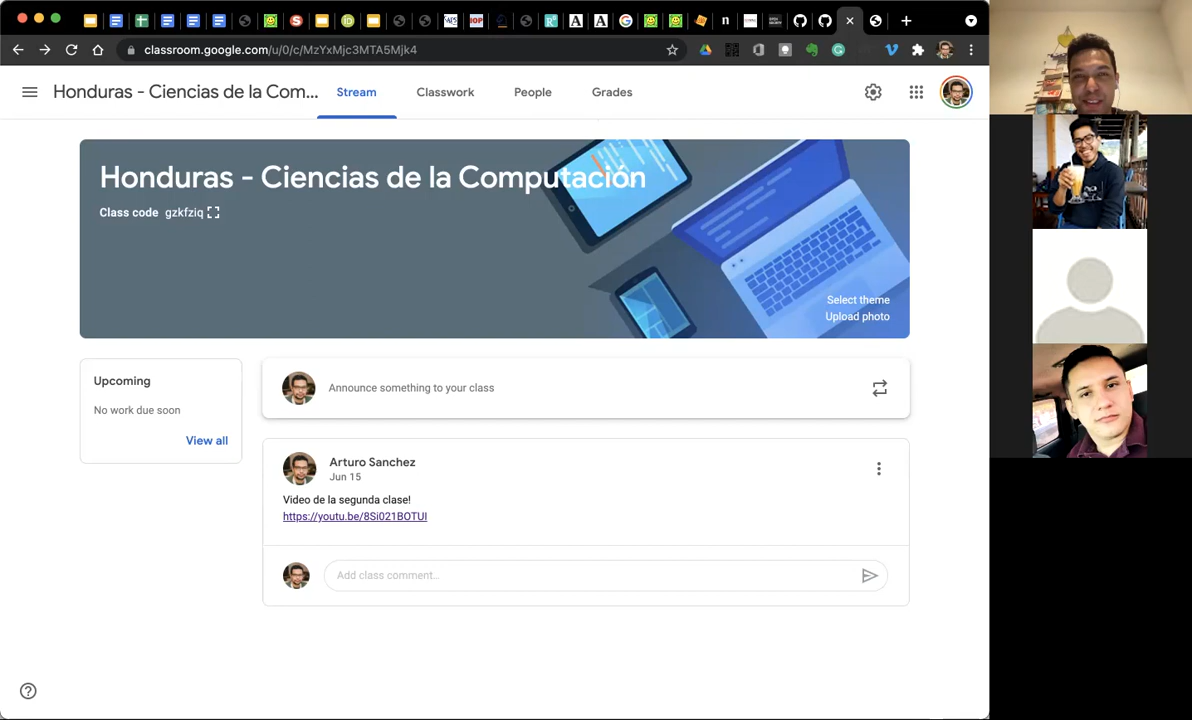 classroom.google.com/u/0/c/MzYxMjc3MTA5Mjk4
Honduras - Ciencias de la Com...
Stream
Classwork
People
Grades
Honduras - Ciencias de la Computación
Class code gzkfziq
Select theme
Upload photo
Upcoming
No work due soon
View all
Announce something to your class
Arturo Sanchez
Jun 15
Video de la segunda clase!
https://youtu.be/8Si021BOTUI
Add class comment...